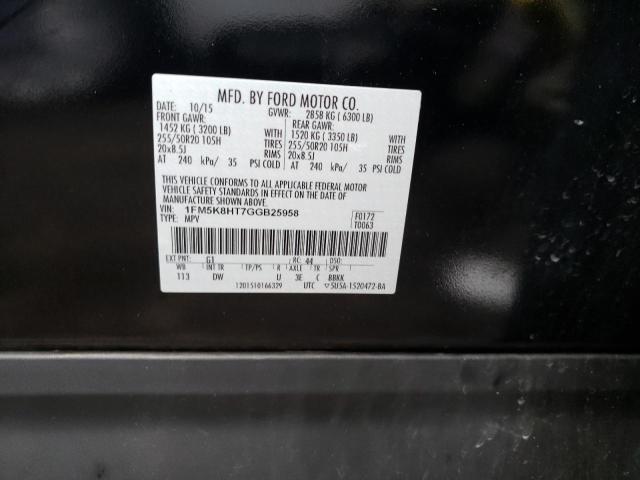 MFD. BY FORD MOTOR CO.
DATE: 10/15 GVWR: 2858 KG ( 6300 LB)
FRONT GAWR: REAR GAWR:
1452 KG ( 3200 LB) 1520 KG ( 3350 LB)
255/50R20 105H WITH TIRES 255/50R20 105H WITH TIRES
20x8.5J RIMS 20x8.5J RIMS
AT 240 kPa/ 35 PSI COLD AT 240 kPa/ 35 PSI COLD
THIS VEHICLE CONFORMS TO ALL APPLICABLE FEDERAL MOTOR
VEHICLE SAFETY STANDARDS IN EFFECT ON THE DATE OF
MANUFACTURE SHOWN ABOVE.
VIN: 1FM5K8HT7GGB25958 F0172
TYPE: MPV T0063
EXT PNT: G1 RC: 44
WB INT TR TP/PS R AXLE TR SPR
113 DW U 3E C BBKK
1201510166329 UTC ▽5U5A-1520472-BA